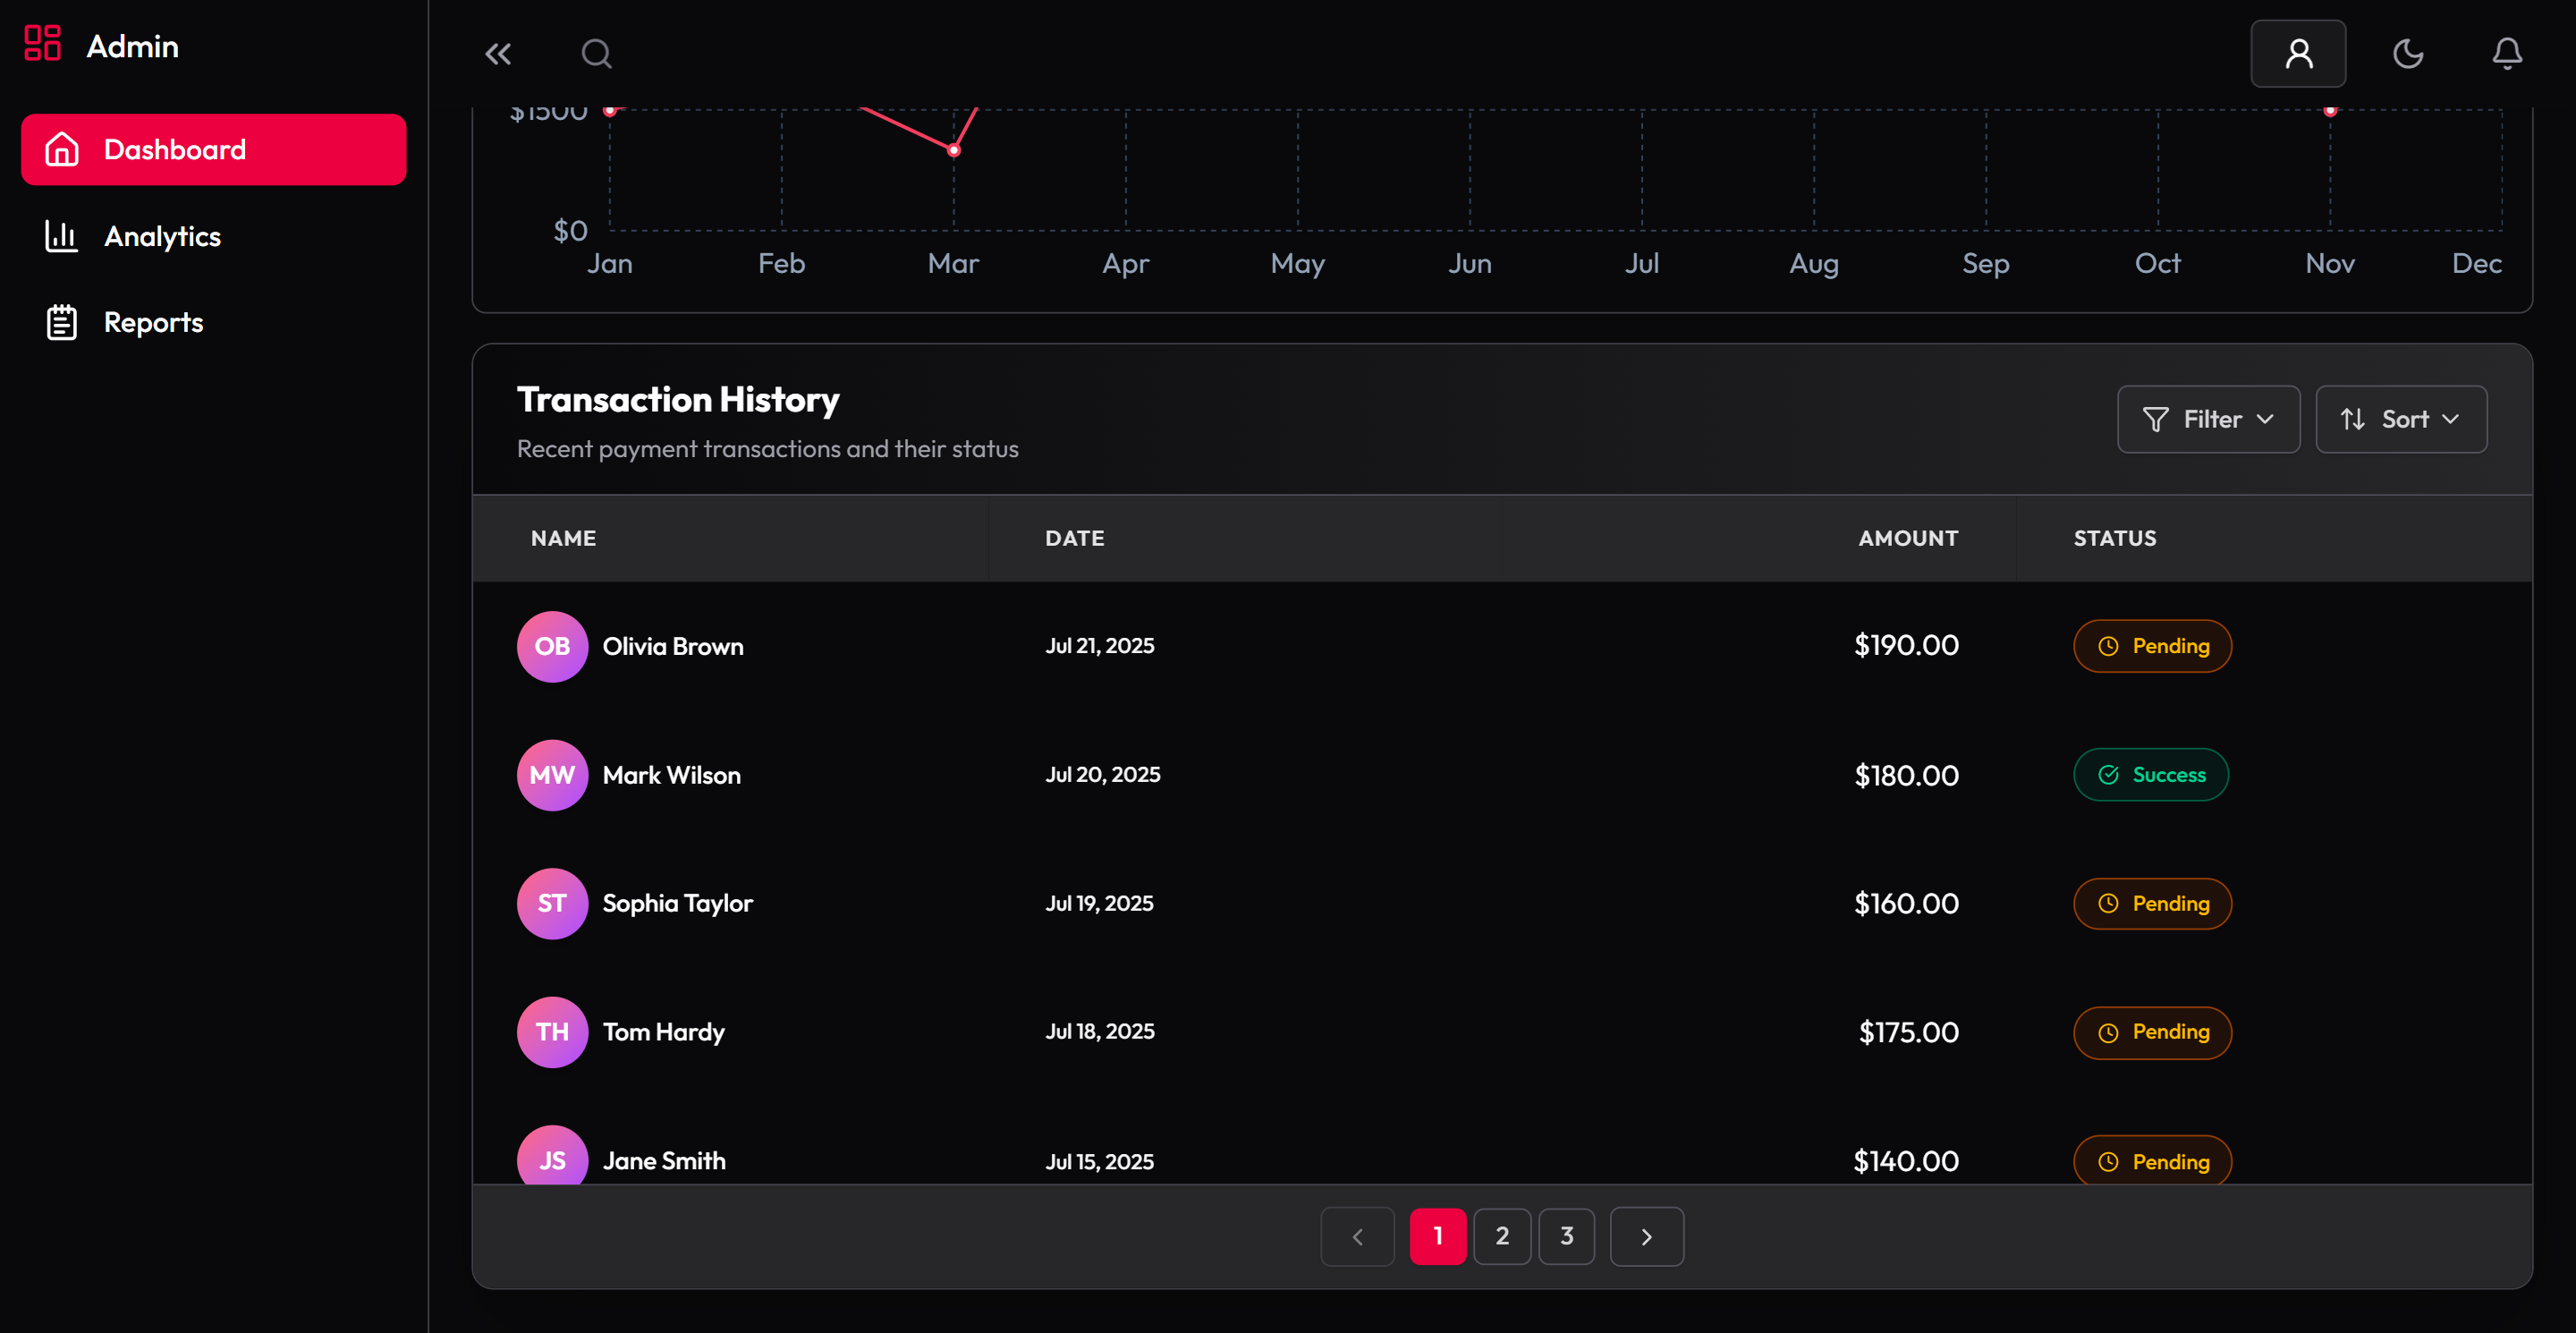 Admin
Dashboard
Analytics
Reports
$1500
$0
Jan Feb Mar Apr May Jun Jul Aug Sep Oct Nov Dec
Transaction History
Recent payment transactions and their status
Filter
Sort
NAME DATE AMOUNT STATUS
OB Olivia Brown Jul 21, 2025 $190.00 Pending
MW Mark Wilson Jul 20, 2025 $180.00 Success
ST Sophia Taylor Jul 19, 2025 $160.00 Pending
TH Tom Hardy Jul 18, 2025 $175.00 Pending
JS Jane Smith Jul 15, 2025 $140.00 Pending
1 2 3